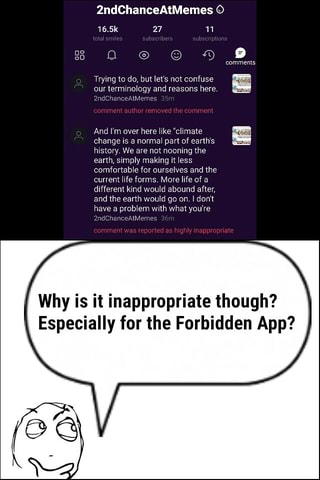 2ndChanceAtMemes
16.5k 27 11
total smiles subscribers subscriptions
comments
Trying to do, but let's not confuse
our terminology and reasons here.
2ndChanceAtMemes 35m
comment author removed the comment
And I'm over here like "climate
change is a normal part of earth's
history. We are not nooning the
earth, simply making it less
comfortable for ourselves and the
current life forms. More life of a
different kind would abound after,
and the earth would go on. I don't
have a problem with what you're
2ndChanceAtMemes 36m
comment was reported as highly inappropriate
Why is it inappropriate though?
Especially for the Forbidden App?